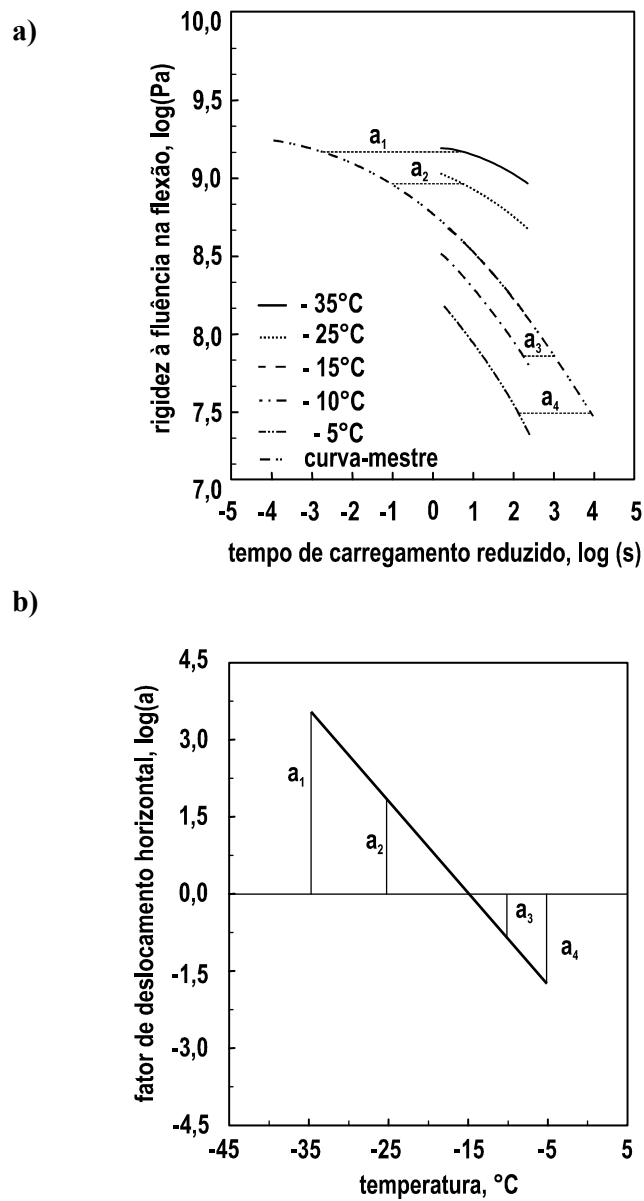 a)
10,0
9,5
9,0
8,5
8,0
7,5
7,0
rigidez à fluência na flexão, log(Pa)
a1
a2
a3
a4
- 35°C
- 25°C
- 15°C
- 10°C
- 5°C
curva-mestre
-5 -4 -3 -2 -1 0 1 2 3 4 5
tempo de carregamento reduzido, log (s)
b)
4,5
3,0
1,5
0,0
-1,5
-3,0
-4,5
fator de deslocamento horizontal, log(a)
a1
a2
a3
a4
-45 -35 -25 -15 -5 5
temperatura, °C